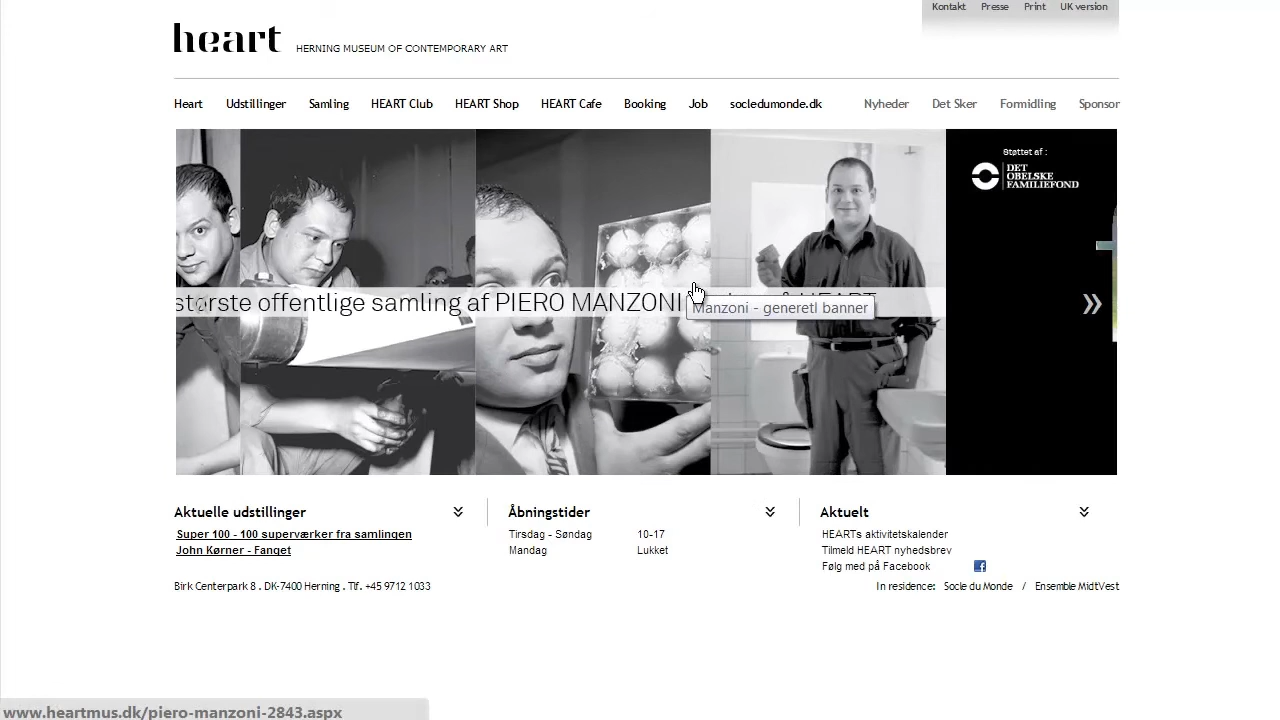 Kontakt Presse Print UK version
heart HERNING MUSEUM OF CONTEMPORARY ART
Heart Udstillinger Samling HEART Club HEART Shop HEART Cafe Booking Job socledumonde.dk Nyheder Det Sker Formidling Sponsor
Støttet af :
DET
OBELSKE
FAMILIEFOND
største offentlige samling af PIERO MANZONI
Manzoni - generetl banner
Aktuelle udstillinger
Super 100 - 100 superværker fra samlingen
John Kørner - Fanget
Åbningstider
Tirsdag - Søndag 10-17
Mandag Lukket
Aktuelt
HEARTs aktivitetskalender
Tilmeld HEART nyhedsbrev
Følg med på Facebook
Birk Centerpark 8 . DK-7400 Herning . Tlf. +45 9712 1033
In residence: Socle du Monde / Ensemble MidtVest
www.heartmus.dk/piero-manzoni-2843.aspx